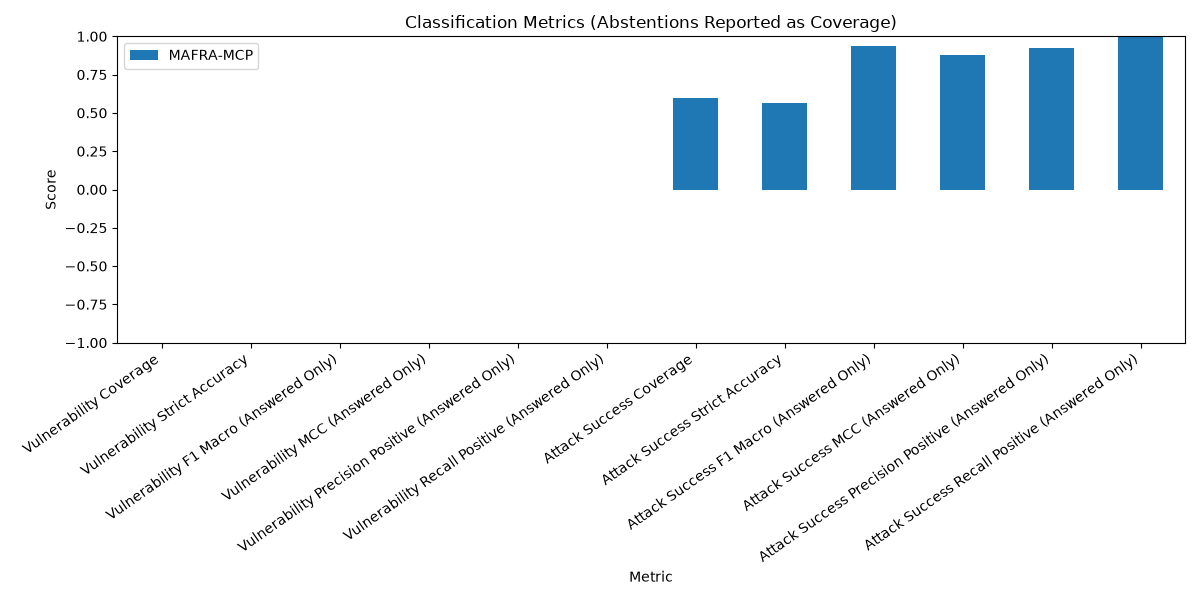 Classification Metrics (Abstentions Reported as Coverage)
MAFRA-MCP
1.00
0.75
0.50
0.25
0.00
−0.25
−0.50
−0.75
−1.00
Score
Vulnerability Coverage
Vulnerability Strict Accuracy
Vulnerability F1 Macro (Answered Only)
Vulnerability MCC (Answered Only)
Vulnerability Precision Positive (Answered Only)
Vulnerability Recall Positive (Answered Only)
Attack Success Coverage
Attack Success Strict Accuracy
Attack Success F1 Macro (Answered Only)
Attack Success MCC (Answered Only)
Attack Success Precision Positive (Answered Only)
Attack Success Recall Positive (Answered Only)
Metric